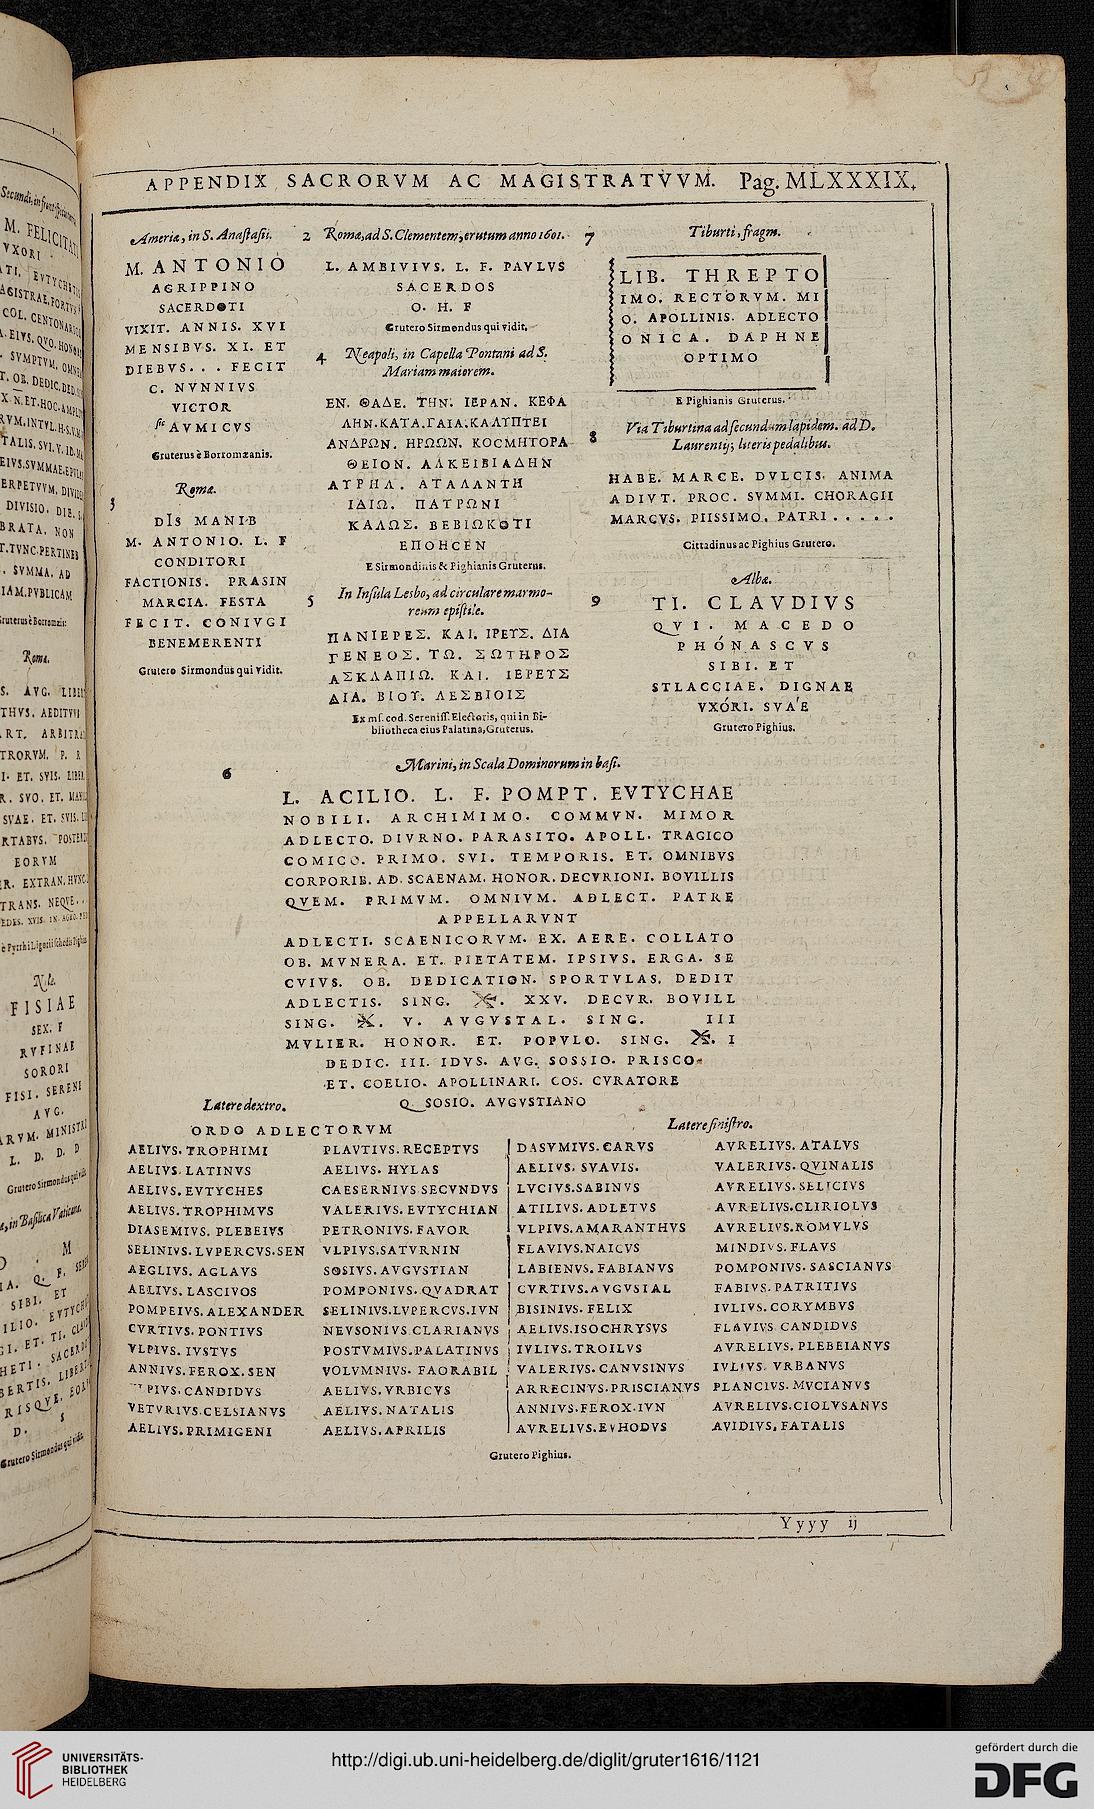 APPENDIX SACRORVM AC MAGISTRATVVM. Pag. MLXXXIX.
Ameriæ, in S. Anastasii.
M. ANTONIO
AGRIPPINO
SACERDOTI
VIXIT. ANNIS. XVI
MENSIBVS. XI. ET
DIEBVS. . . FECIT
C. NVNNIVS
VICTOR
sic AVMICVS
Gruterus è Borromæanis.
Romæ.
3
DIS MANIB
M. ANTONIO. L. F
CONDITORI
FACTIONIS. PRASIN
MARCIA. FESTA
FECIT. CONIVGI
BENEMERENTI
Grutero Sirmondus qui vidit.
2 Romæ, ad S. Clementem, erutum anno 1601.
L. AMBIVIVS. L. F. PAVLVS
SACERDOS
O. H. F
Grutero Sirmondus qui vidit.
4 Neapoli, in Capella Pontani ad S.
Mariam maiorem.
ΕΝ. ΘΑΔΕ. ΤΗΝ. ΙΕΡΑΝ. ΚΕΦΑ
ΛΗΝ. ΚΑΤΑ. ΓΑΙΑ. ΚΑΛΥΠΤΕΙ
ΑΝΔΡΩΝ. ΗΡΩΩΝ. ΚΟCΜΗΤΟΡΑ
ΘΕΙΟΝ. ΑΛΚΕΙΒΙΑΔΗΝ
ΑΥΡΗΛ. ΑΤΑΛΑΝΤΗ
ΙΔΙΩ. ΠΑΤΡΩΝΙ
ΚΑΛΩΣ. ΒΕΒΙΩΚΟΤΙ
ΕΠΟΗCΕΝ
E Sirmondinis & Pighianis Gruterus.
5 In Insula Lesbo, ad circulare marmo-
reum epistile.
ΠΑΝΙΕΡΕΣ. ΚΑΙ. ΙΡΕΥΣ. ΔΙΑ
ΓΕΝΕΟΣ. ΤΩ. ΣΩΤΗΡΟΣ
ΑΣΚΛΑΠΙΩ. ΚΑΙ. ΙΕΡΕΥΣ
ΔΙΑ. ΒΙΟΥ. ΛΕΣΒΙΟΙΣ
Ex ms. cod. Sereniss. Electoris, qui in Bi-
bliotheca eius Palatina, Gruterus.
7 Tiburti, fragm.
LIB. THREPTO
IMO. RECTORVM. MI
O. APOLLINIS. ADLECTO
ONICA. DAPHNE
OPTIMO
E Pighianis Gruterus.
8 Via Tiburtina ad secundum lapidem. ad D.
Laurentij; literis pedalibus.
HABE. MARCE. DVLCIS. ANIMA
ADIVT. PROC. SVMMI. CHORAGII
MARCVS. PIISSIMO. PATRI . . . . .
Cittadinus ac Pighius Grutero.
Albæ.
9 TI. CLAVDIVS
QVI. MACEDO
PHÓNASCVS
SIBI. ET
STLACCIAE. DIGNAE
VXÓRI. SVAE
Grutero Pighius.
6 Marini, in Scala Dominorum in basi.
L. ACILIO. L. F. POMPT. EVTYCHAE
NOBILI. ARCHIMIMO. COMMVN. MIMOR
ADLECTO. DIVRNO. PARASITO. APOLL. TRAGICO
COMICO. PRIMO. SVI. TEMPORIS. ET. OMNIBVS
CORPORIB. AD. SCAENAM. HONOR. DECVRIONI. BOVILLIS
QVEM. PRIMVM. OMNIVM. ADLECT. PATRE
APPELLARVNT
ADLECTI. SCAENICORVM. EX. AERE. COLLATO
OB. MVNERA. ET. PIETATEM. IPSIVS. ERGA. SE
CVIVS. OB. DEDICATION. SPORTVLAS. DEDIT
ADLECTIS. SING. X. XXV. DECVR. BOVILL
SING. X. V. AVGVSTAL. SING. III
MVLIER. HONOR. ET. POPVLO. SING. X. I
DEDIC. III. IDVS. AVG. SOSSIO. PRISCO.
ET. COELIO. APOLLINARI. COS. CVRATORE
Q SOSIO. AVGVSTIANO
Latere dextro.
ORDO ADLECTORVM
AELIVS. TROPHIMI PLAVTIVS. RECEPTVS
AELIVS. LATINVS AELIVS. HYLAS
AELIVS. EVTYCHES CAESERNIVS SECVNDVS
AELIVS. TROPHIMVS VALERIVS. EVTYCHIAN
DIASEMIVS. PLEBEIVS PETRONIVS. FAVOR
SELINIVS. LVPERCVS. SEN VLPIVS. SATVRNIN
AEGLIVS. AGLAVS SOSIVS. AVGVSTIAN
AELIVS. LASCIVOS POMPONIVS. QVADRAT
POMPEIVS. ALEXANDER SELINIVS. LVPERCVS. IVN
CVRTIVS. PONTIVS NEVSONIVS CLARIANVS
VLPIVS. IVSTVS POSTVMIVS. PALATINVS
ANNIVS. FEROX. SEN VOLVMNIVS. FAORABIL
PIVS. CANDIDVS AELIVS. VRBICVS
VETVRIVS. CELSIANVS AELIVS. NATALIS
AELIVS. PRIMIGENI AELIVS. APRILIS
Latere sinistro.
DASVMIVS. CARVS AVRELIVS. ATALVS
AELIVS. SVAVIS. VALERIVS. QVINALIS
LVCIVS. SABINVS AVRELIVS. SELICIVS
ATILIVS. ADLETVS AVRELIVS. CLIRIOLVS
VLPIVS. AMARANTHVS AVRELIVS. ROMVLVS
FLAVIVS. NAICVS MINDIVS. FLAVS
LABIENVS. FABIANVS POMPONIVS. SASCIANVS
CVRTIVS. AVGVSTAL FABIVS. PATRITIVS
BISINIVS. FELIX IVLIVS. CORYMBVS
AELIVS. ISOCHRYSVS FLAVIVS CANDIDVS
IVLIVS. TROILVS AVRELIVS. PLEBEIANVS
VALERIVS. CANVSINVS IVLIVS. VRBANVS
ARRECINVS. PRISCIANVS PLANCIVS. MVCIANVS
ANNIVS. FEROX. IVN AVRELIVS. CIOLVSANVS
AVRELIVS. EVHODVS AVIDIVS. FATALIS
Grutero Pighius.
Yyyy ij
UNIVERSITÄTS-
BIBLIOTHEK
HEIDELBERG
http://digi.ub.uni-heidelberg.de/diglit/gruter1616/1121
gefördert durch die
DFG